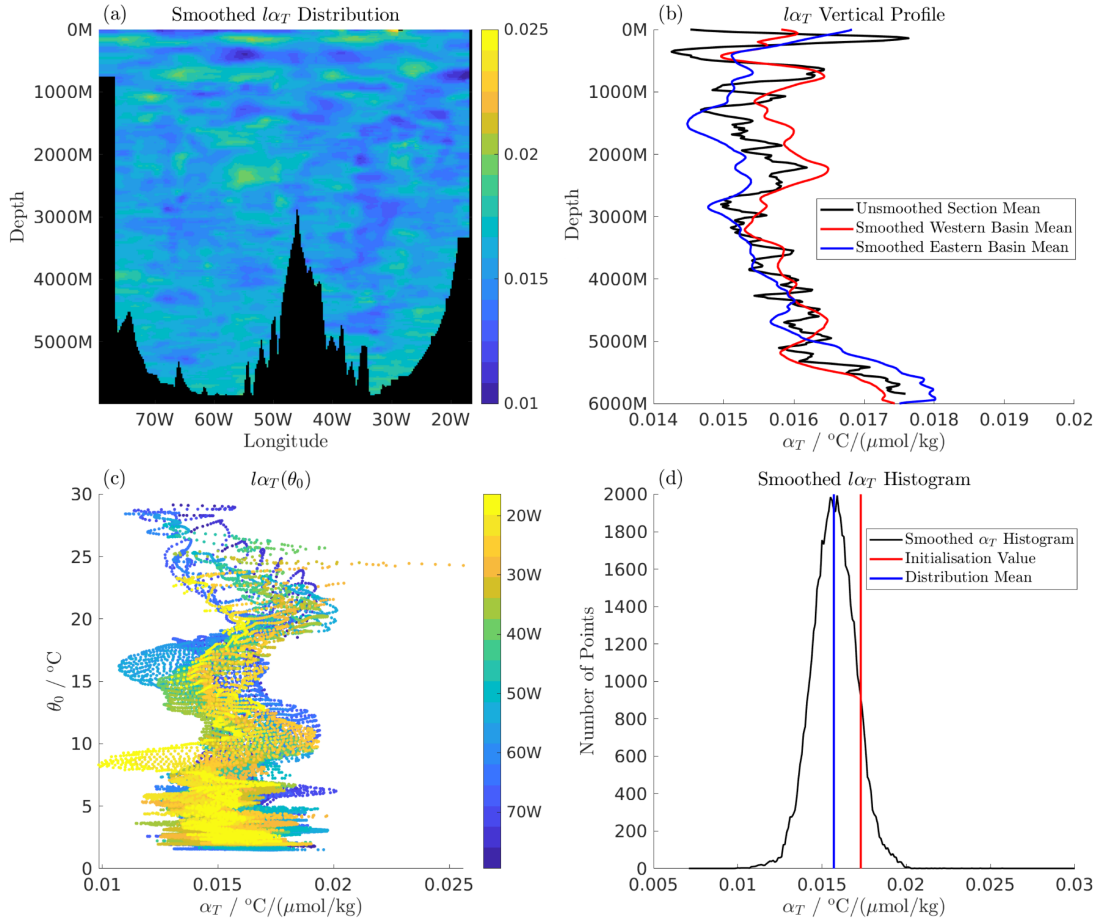 (a) Smoothed lα_T Distribution
0M
1000M
2000M
3000M
4000M
5000M
Depth
70W 60W 50W 40W 30W 20W
Longitude
0.025
0.02
0.015
0.01
(b) lα_T Vertical Profile
0M
1000M
2000M
3000M
4000M
5000M
6000M
Depth
Unsmoothed Section Mean
Smoothed Western Basin Mean
Smoothed Eastern Basin Mean
0.014 0.015 0.016 0.017 0.018 0.019 0.02
α_T / °C/(μmol/kg)
(c) lα_T(θ_0)
30
25
20
15
10
5
0
θ_0 / °C
0.01 0.015 0.02 0.025
α_T / °C/(μmol/kg)
20W
30W
40W
50W
60W
70W
(d) Smoothed lα_T Histogram
2000
1800
1600
1400
1200
1000
800
600
400
200
0
Number of Points
Smoothed α_T Histogram
Initialisation Value
Distribution Mean
0.005 0.01 0.015 0.02 0.025 0.03
α_T / °C/(μmol/kg)